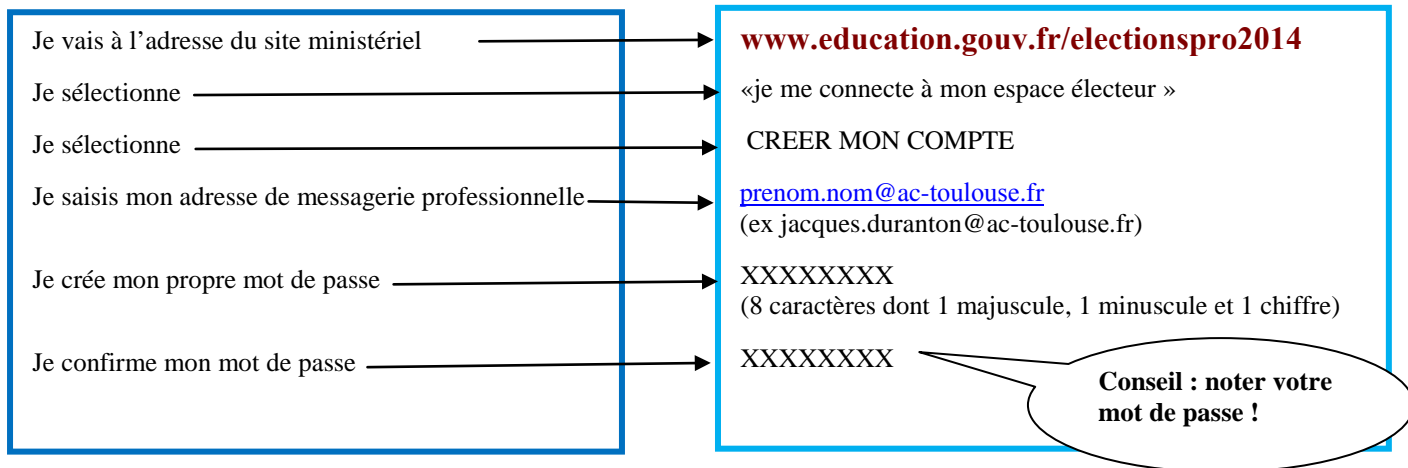 Je vais à l’adresse du site ministériel
www.education.gouv.fr/electionspro2014
Je sélectionne
«je me connecte à mon espace électeur »
Je sélectionne
CREER MON COMPTE
Je saisis mon adresse de messagerie professionnelle
prenom.nom@ac-toulouse.fr
(ex jacques.duranton@ac-toulouse.fr)
Je crée mon propre mot de passe
XXXXXXXX
(8 caractères dont 1 majuscule, 1 minuscule et 1 chiffre)
Je confirme mon mot de passe
XXXXXXXX
Conseil : noter votre
mot de passe !